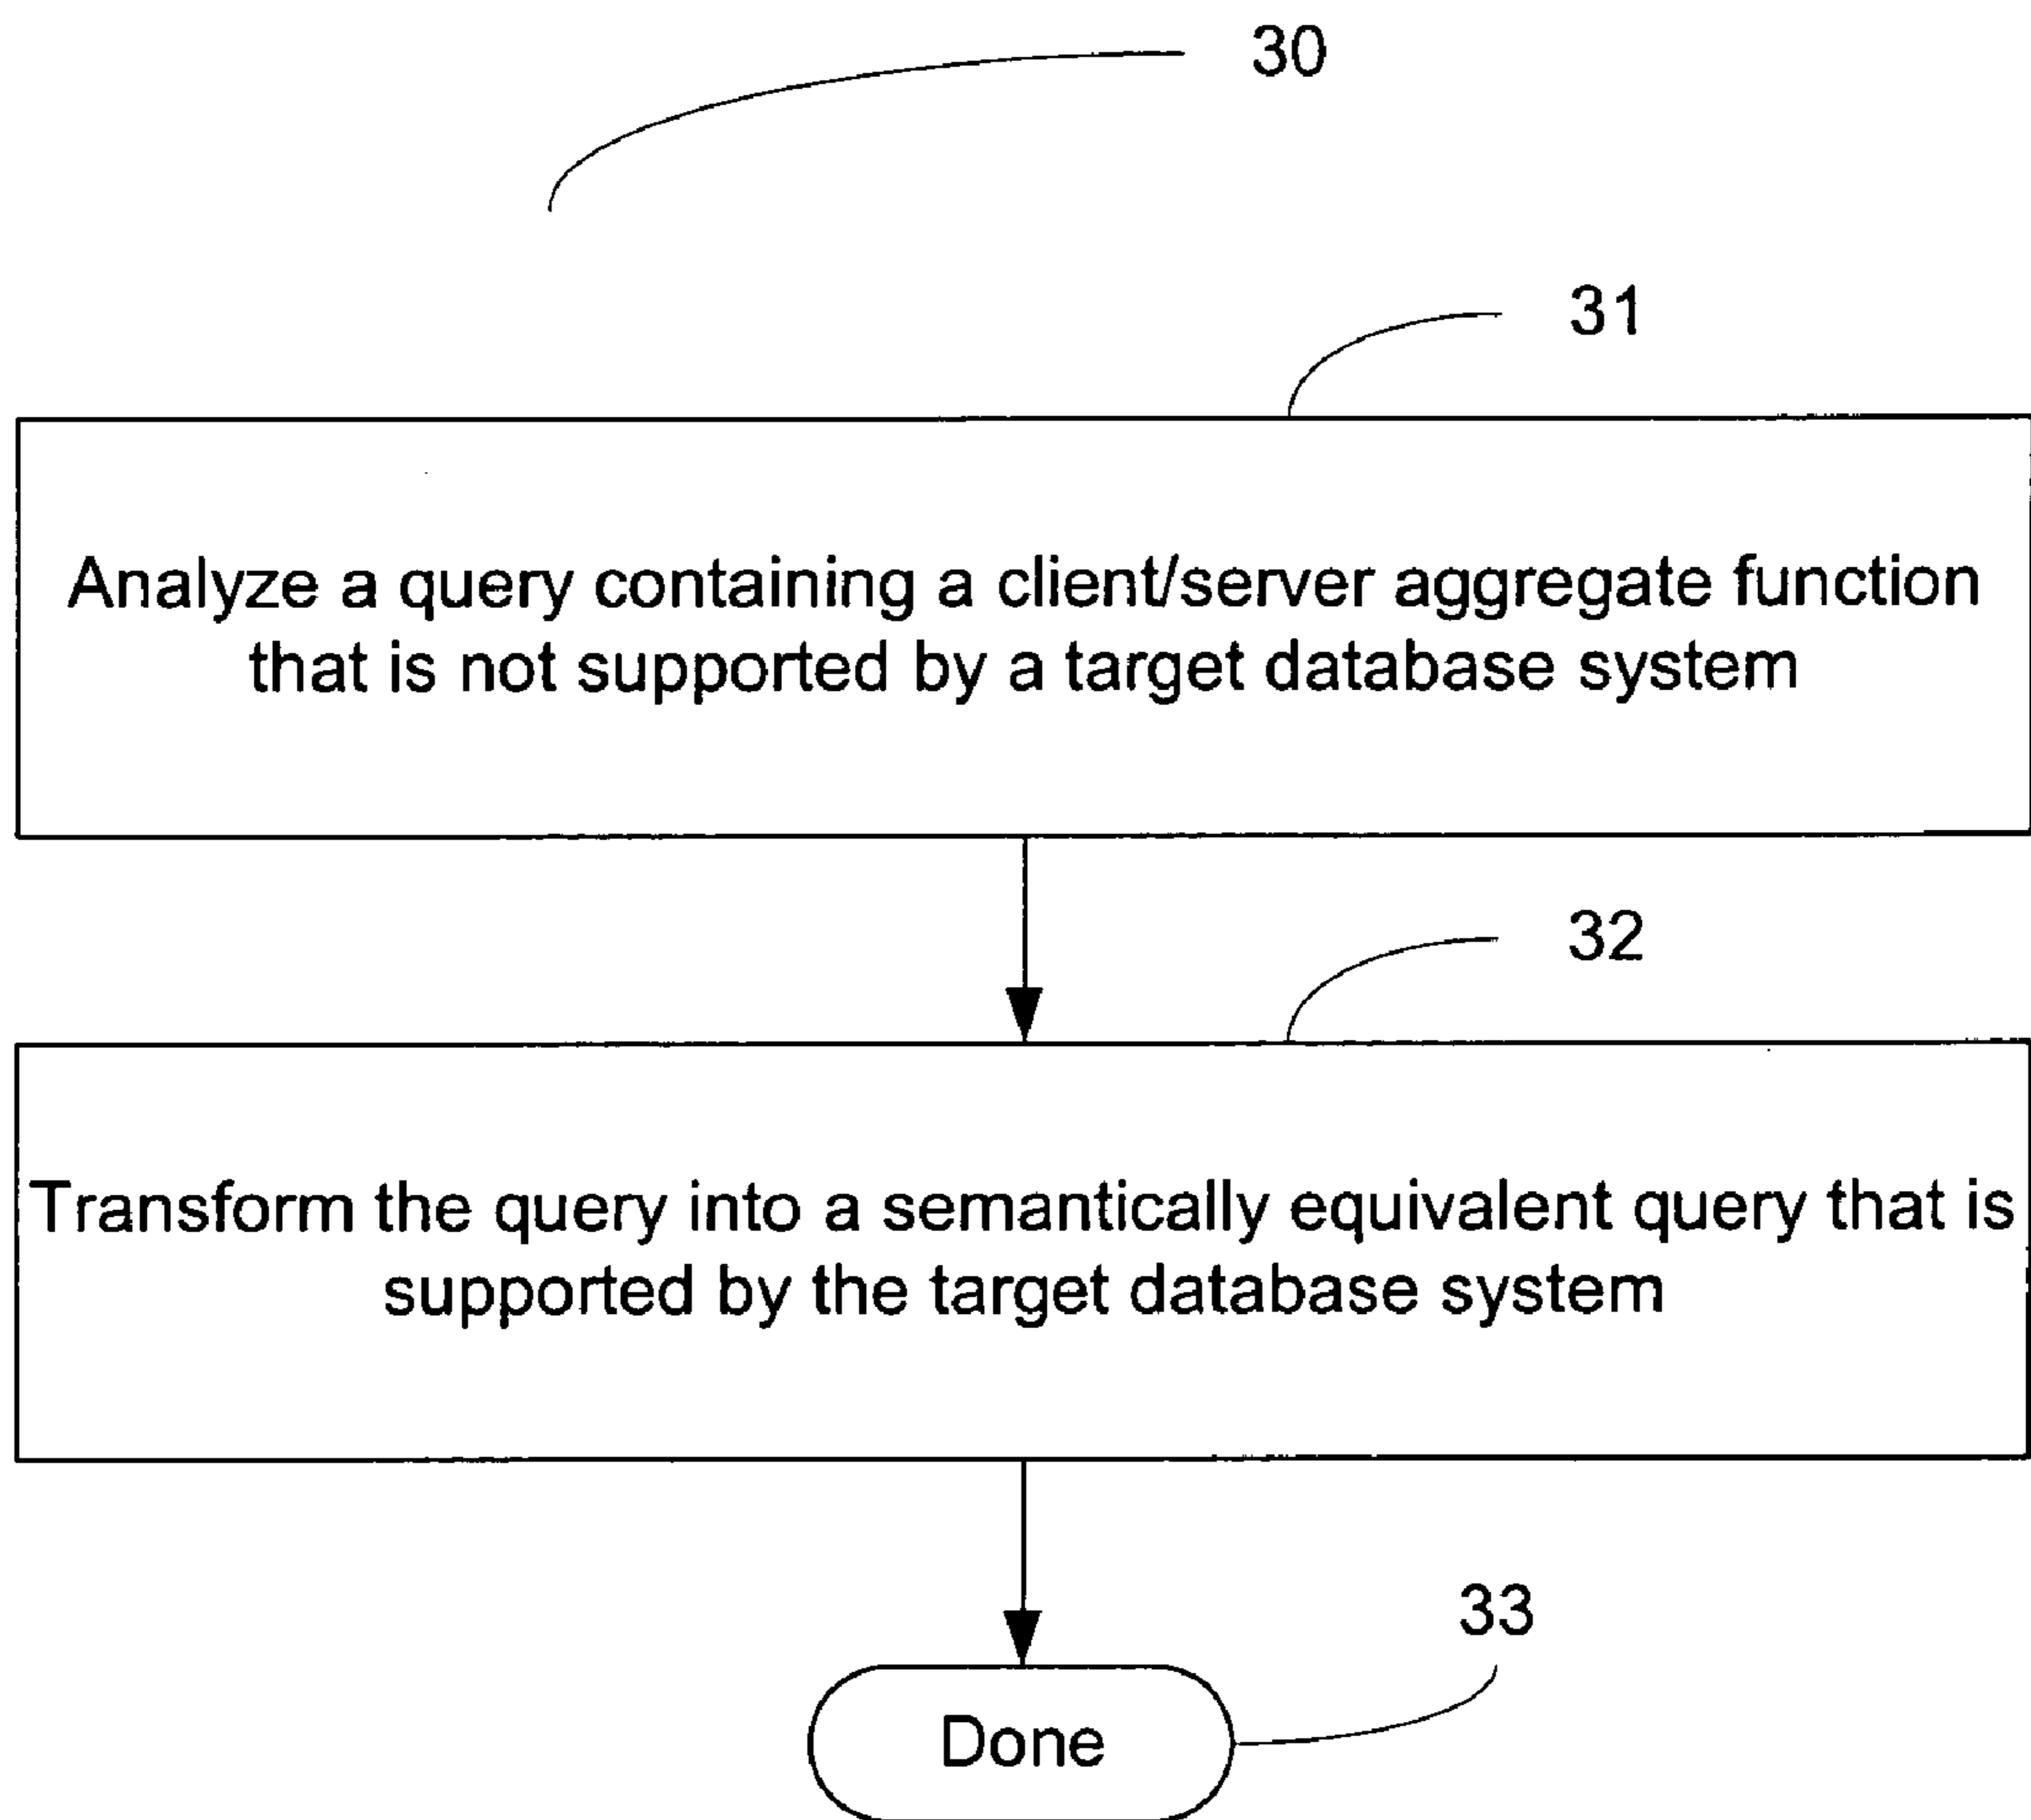 30
31
Analyze a query containing a client/server aggregate function
that is not supported by a target database system
32
Transform the query into a semantically equivalent query that is
supported by the target database system
33
Done